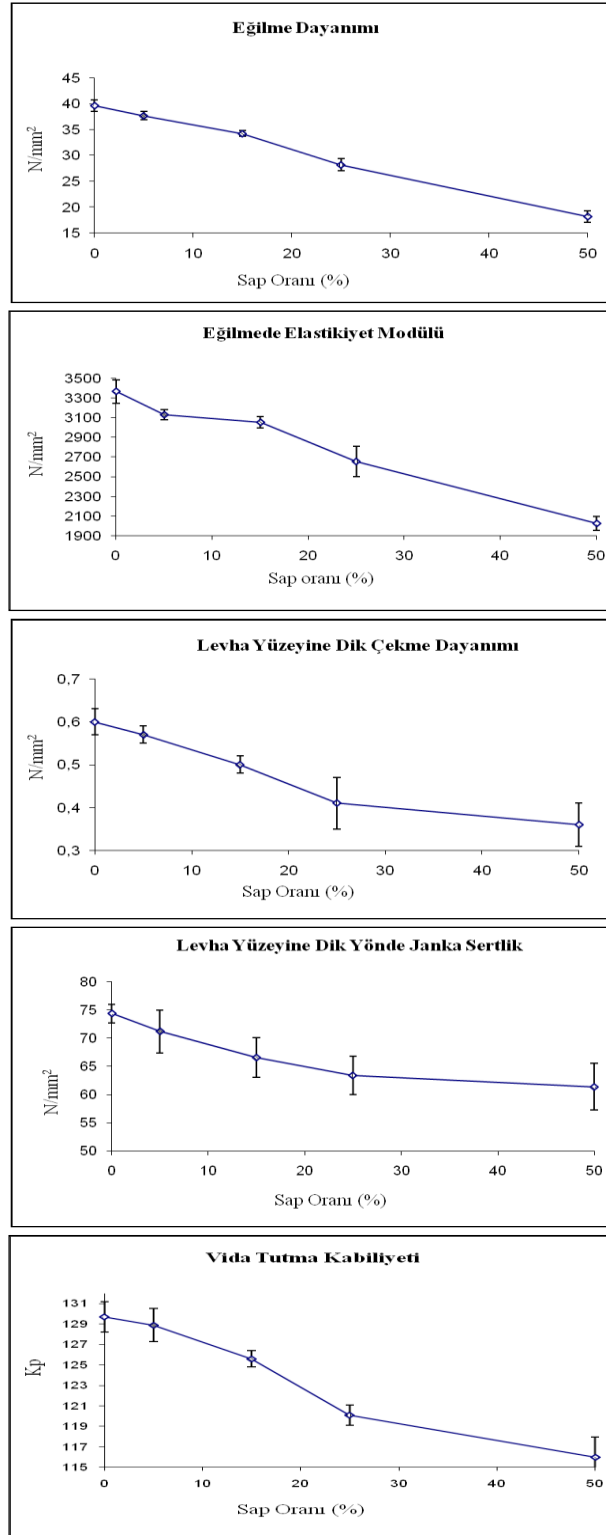 Eğilme Dayanımı
45
40
35
30
25
20
15
N/mm²
0 10 20 30 40 50
Sap Oranı (%)
Eğilmede Elastikiyet Modülü
3500
3300
3100
2900
2700
2500
2300
2100
1900
N/mm²
0 10 20 30 40 50
Sap oranı (%)
Levha Yüzeyine Dik Çekme Dayanımı
0,7
0,6
0,5
0,4
0,3
N/mm²
0 10 20 30 40 50
Sap Oranı (%)
Levha Yüzeyine Dik Yönde Janka Sertlik
80
75
70
65
60
55
50
N/mm²
0 10 20 30 40 50
Sap Oranı (%)
Vida Tutma Kabiliyeti
131
129
127
125
123
121
119
117
115
Kp
0 10 20 30 40 50
Sap Oranı (%)